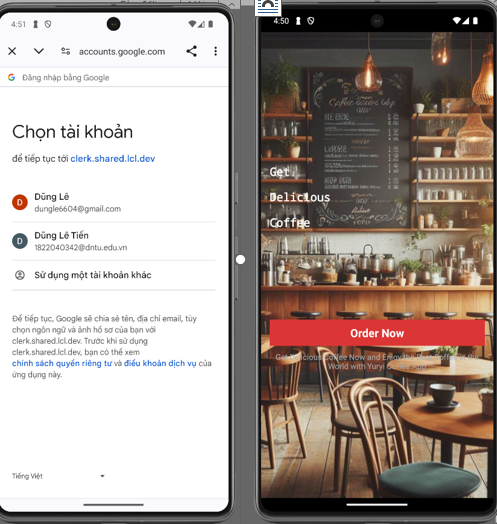 4:51
accounts.google.com
G Đăng nhập bằng Google
Chọn tài khoản
để tiếp tục tới clerk.shared.lcl.dev
D
Dũng Lê
dungle6604@gmail.com
D
Dũng Lê Tiến
1822040342@dntu.edu.vn
Sử dụng một tài khoản khác
Để tiếp tục, Google sẽ chia sẻ tên, địa chỉ email, tùy
chọn ngôn ngữ và ảnh hồ sơ của bạn với
clerk.shared.lcl.dev. Trước khi sử dụng
clerk.shared.lcl.dev, bạn có thể xem
chính sách quyền riêng tư và điều khoản dịch vụ của
ứng dụng này.
Tiếng Việt
4:50
Get
Delicious
Coffee
Order Now
Get Delicious Coffee Now and Enjoy the Best Coffee in the
World with Yuryi Coffee App